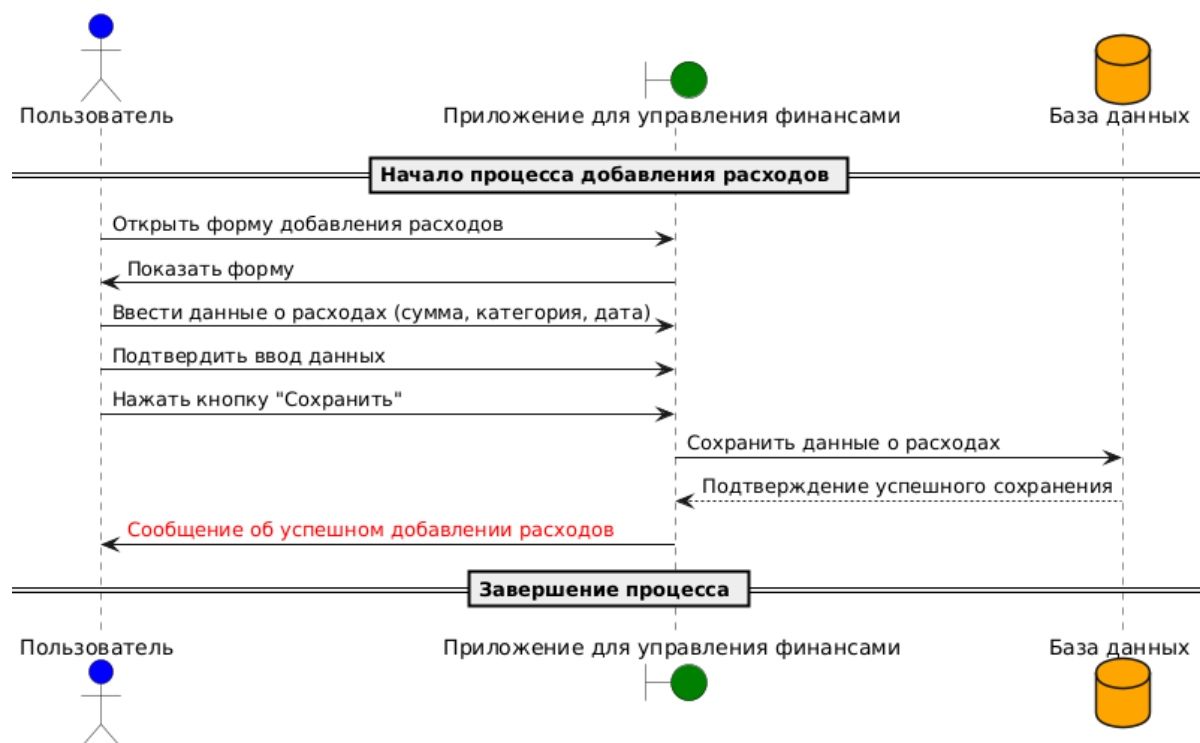 Пользователь
Приложение для управления финансами
База данных
Начало процесса добавления расходов
Открыть форму добавления расходов
Показать форму
Ввести данные о расходах (сумма, категория, дата)
Подтвердить ввод данных
Нажать кнопку "Сохранить"
Сохранить данные о расходах
Подтверждение успешного сохранения
Сообщение об успешном добавлении расходов
Завершение процесса
Пользователь
Приложение для управления финансами
База данных